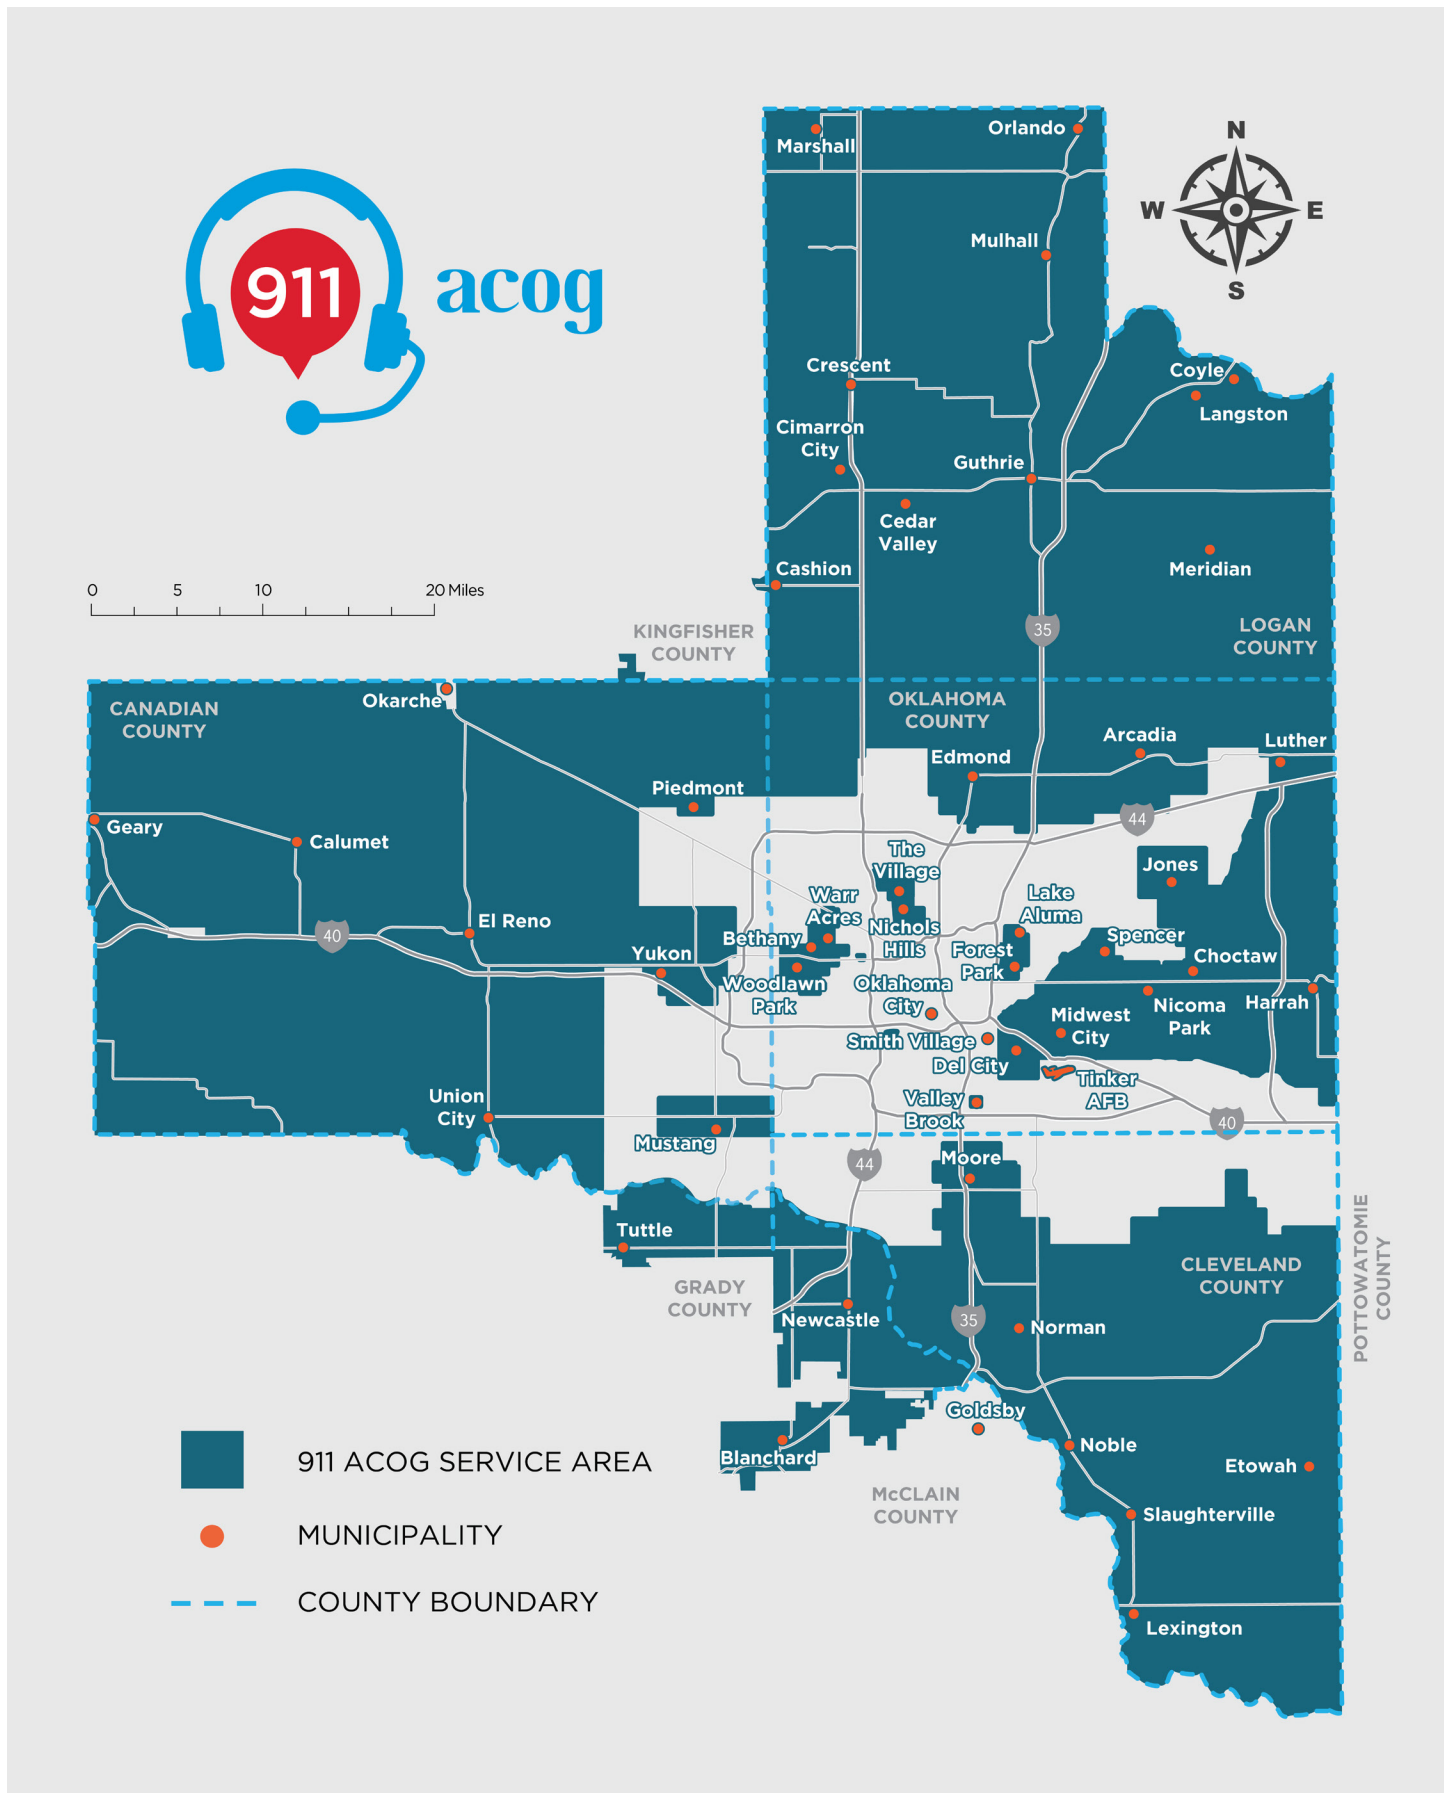 N
W
E
S
911
acog
Marshall
Orlando
Mulhall
Crescent
Coyle
Langston
Cimarron
City
Guthrie
Cedar
Valley
Meridian
Cashion
0 5 10 20 Miles
KINGFISHER
COUNTY
LOGAN
COUNTY
35
CANADIAN
COUNTY
Okarche
OKLAHOMA
COUNTY
Edmond
Arcadia
Luther
Piedmont
Geary
Calumet
44
The
Village
Jones
Warr
Acres
Lake
Aluma
El Reno
40
Yukon
Bethany
Nichols
Hills
Forest
Park
Spencer
Choctaw
Woodlawn
Park
Oklahoma
City
Nicoma
Park
Harrah
Midwest
City
Smith Village
Del City
Tinker
AFB
Union
City
Valley
Brook
40
Mustang
44
Moore
Tuttle
GRADY
COUNTY
CLEVELAND
COUNTY
POTTOWATOMIE
COUNTY
Newcastle
35
Norman
Goldsby
Blanchard
Noble
Etowah
McCLAIN
COUNTY
Slaughterville
Lexington
911 ACOG SERVICE AREA
MUNICIPALITY
COUNTY BOUNDARY